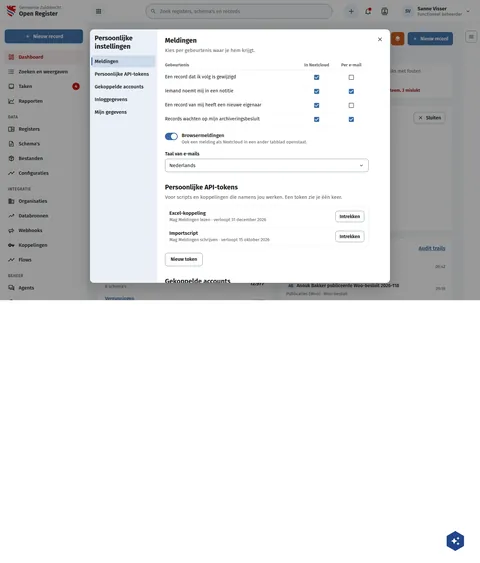 Gemeente Zuiddrecht
Open Register
Zoek registers, schema's en records
Sanne Visser
Functioneel beheerder
Nieuw record
Nieuw record
Dashboard
Zoeken en weergaven
Taken
Rapporten
DATA
Registers
Schema's
Bestanden
Configuraties
INTEGRATIE
Organisaties
Databronnen
Webhooks
Koppelingen
Flows
BEHEER
Agents
Sluiten
Audit trails
Persoonlijke instellingen
Meldingen
Persoonlijke API-tokens
Gekoppelde accounts
Inloggegevens
Mijn gegevens
Meldingen
Kies per gebeurtenis waar je hem krijgt.
Gebeurtenis In Nextcloud Per e-mail
Een record dat ik volg is gewijzigd
Iemand noemt mij in een notitie
Een record van mij heeft een nieuwe eigenaar
Records wachten op mijn archiveringsbesluit
Browsermeldingen
Ook een melding als Nextcloud in een ander tabblad openstaat.
Taal van e-mails
Nederlands
Persoonlijke API-tokens
Voor scripts en koppelingen die namens jou werken. Een token zie je één keer.
Excel-koppeling
Mag Meldingen lezen · verloopt 31 december 2026
Intrekken
Importscript
Mag Meldingen schrijven · verloopt 15 oktober 2026
Intrekken
Nieuw token
Gekoppelde accounts